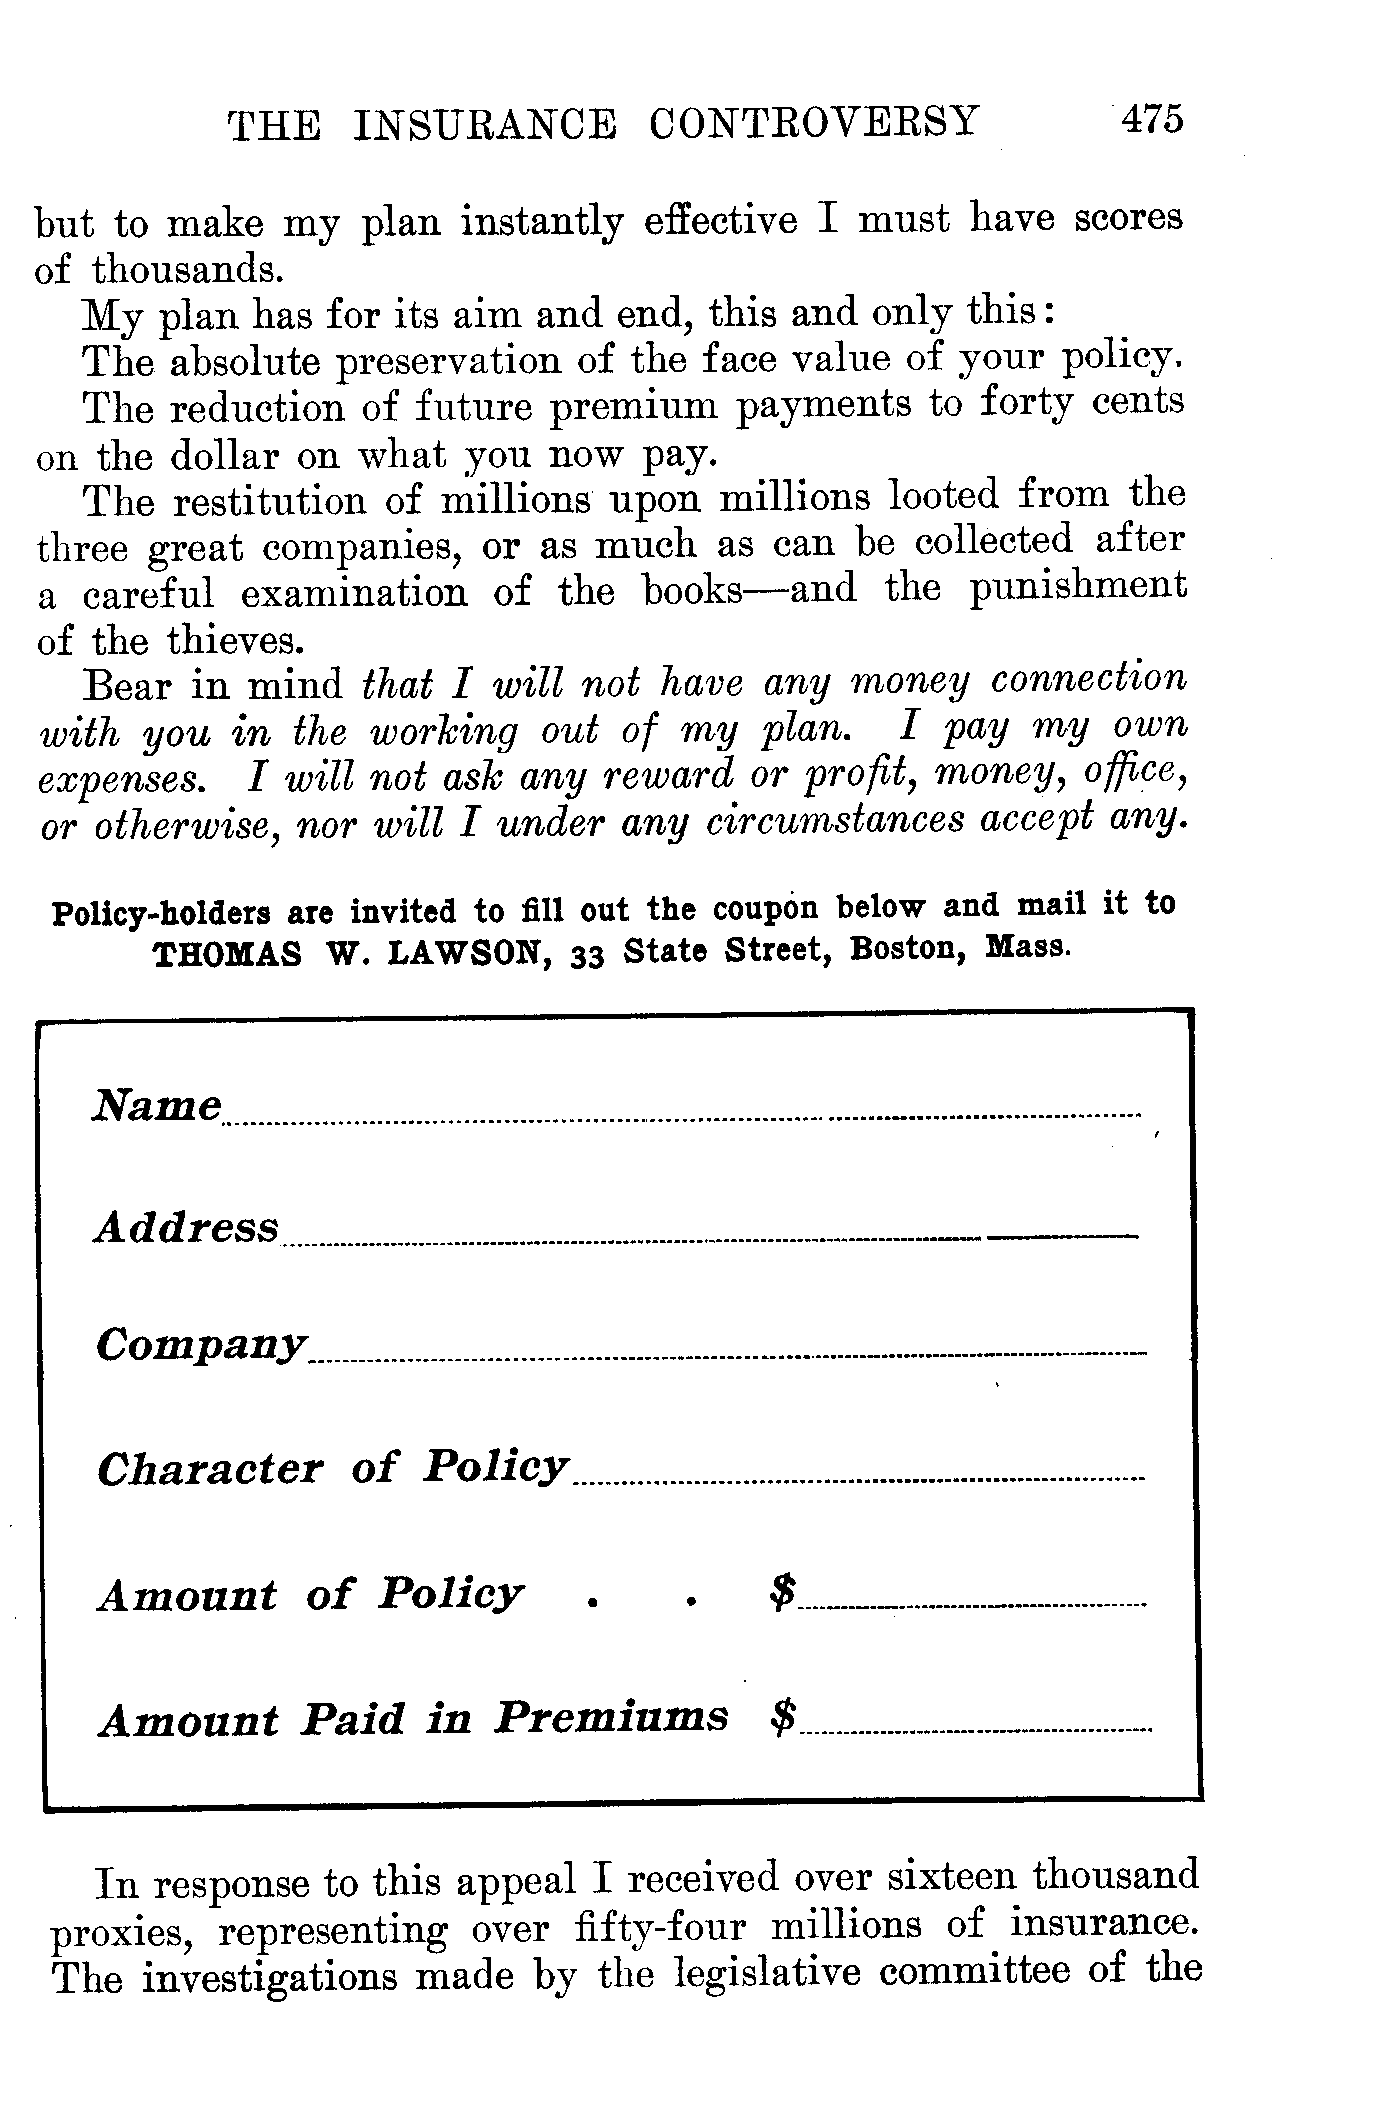 THE INSURANCE CONTROVERSY 475
but to make my plan instantly effective I must have scores
of thousands.
My plan has for its aim and end, this and only this:
The absolute preservation of the face value of your policy.
The reduction of future premium payments to forty cents
on the dollar on what you now pay.
The restitution of millions upon millions looted from the
three great companies, or as much as can be collected after
a careful examination of the books—and the punishment
of the thieves.
Bear in mind that I will not have any money connection
with you in the working out of my plan. I pay my own
expenses. I will not ask any reward or profit, money, office,
or otherwise, nor will I under any circumstances accept any.
Policy-holders are invited to fill out the coupon below and mail it to
THOMAS W. LAWSON, 33 State Street, Boston, Mass.
Name
Address
Company
Character of Policy
Amount of Policy . . $
Amount Paid in Premiums $
In response to this appeal I received over sixteen thousand
proxies, representing over fifty-four millions of insurance.
The investigations made by the legislative committee of the